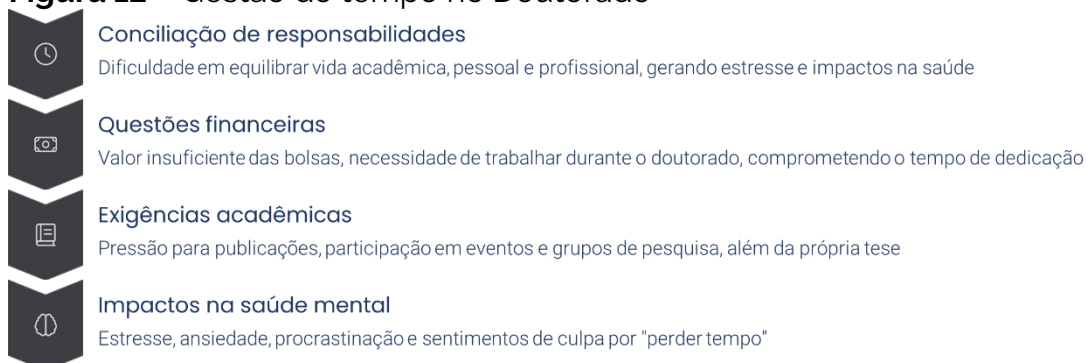 Conciliação de responsabilidades
Dificuldade em equilibrar vida acadêmica, pessoal e profissional, gerando estresse e impactos na saúde
Questões financeiras
Valor insuficiente das bolsas, necessidade de trabalhar durante o doutorado, comprometendo o tempo de dedicação
Exigências acadêmicas
Pressão para publicações, participação em eventos e grupos de pesquisa, além da própria tese
Impactos na saúde mental
Estresse, ansiedade, procrastinação e sentimentos de culpa por "perder tempo"